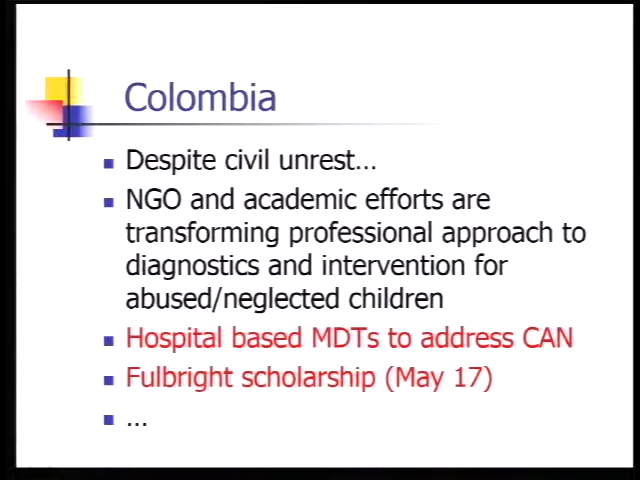 Colombia
Despite civil unrest...
NGO and academic efforts are
transforming professional approach to
diagnostics and intervention for
abused/neglected children
Hospital based MDTs to address CAN
Fulbright scholarship (May 17)
...